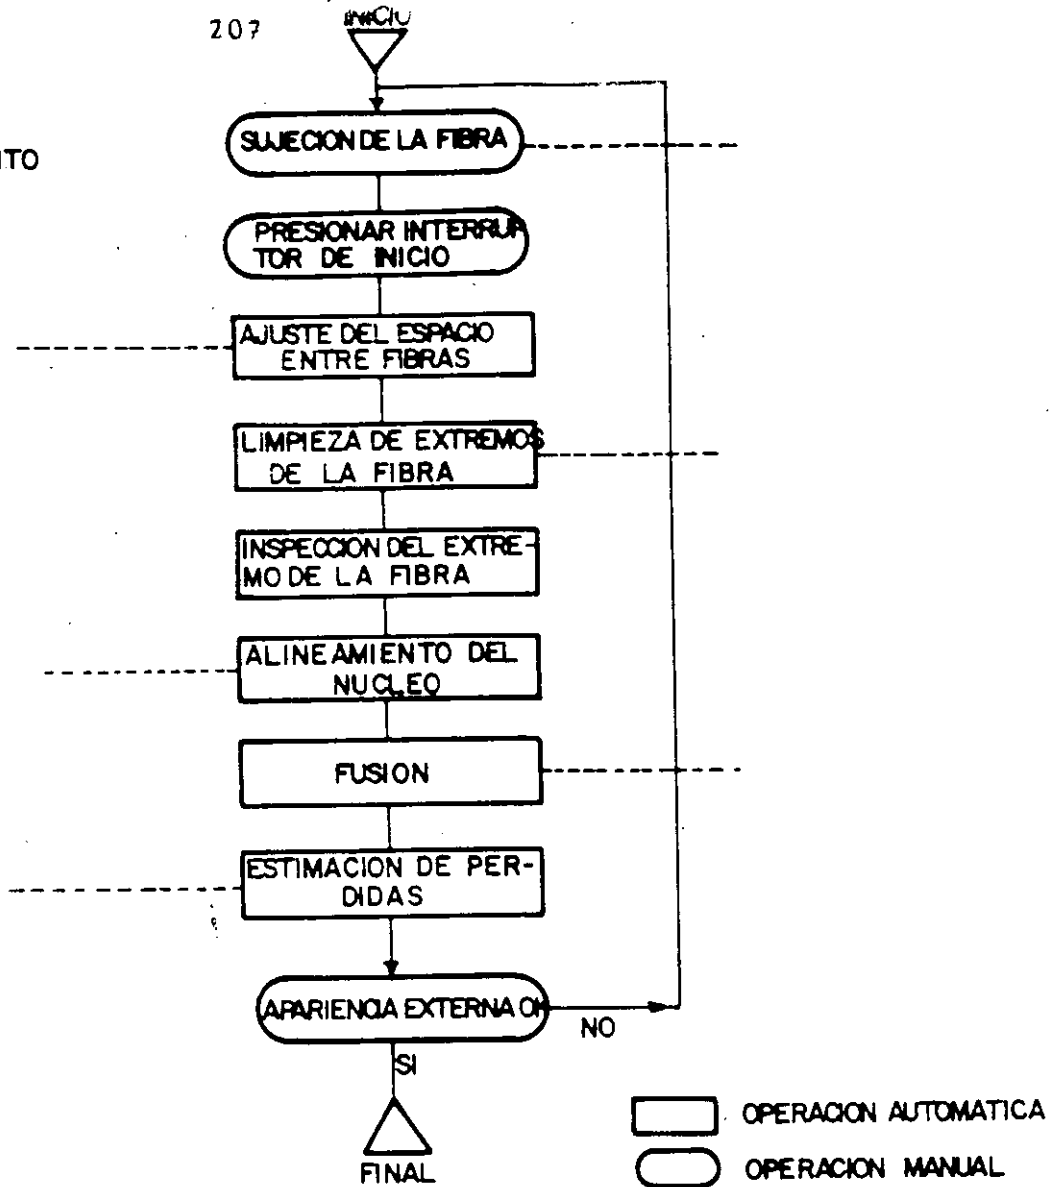 207
INICIO
ITO
SUJECION DE LA FIBRA
PRESIONAR INTERRUP
TOR DE INICIO
AJUSTE DEL ESPACIO
ENTRE FIBRAS
LIMPIEZA DE EXTREMOS
DE LA FIBRA
INSPECCION DEL EXTRE-
MO DE LA FIBRA
ALINEAMIENTO DEL
NUCLEO
FUSION
ESTIMACION DE PER-
DIDAS
APARIENCIA EXTERNA OK
NO
SI
FINAL
OPERACION AUTOMATICA
OPERACION MANUAL